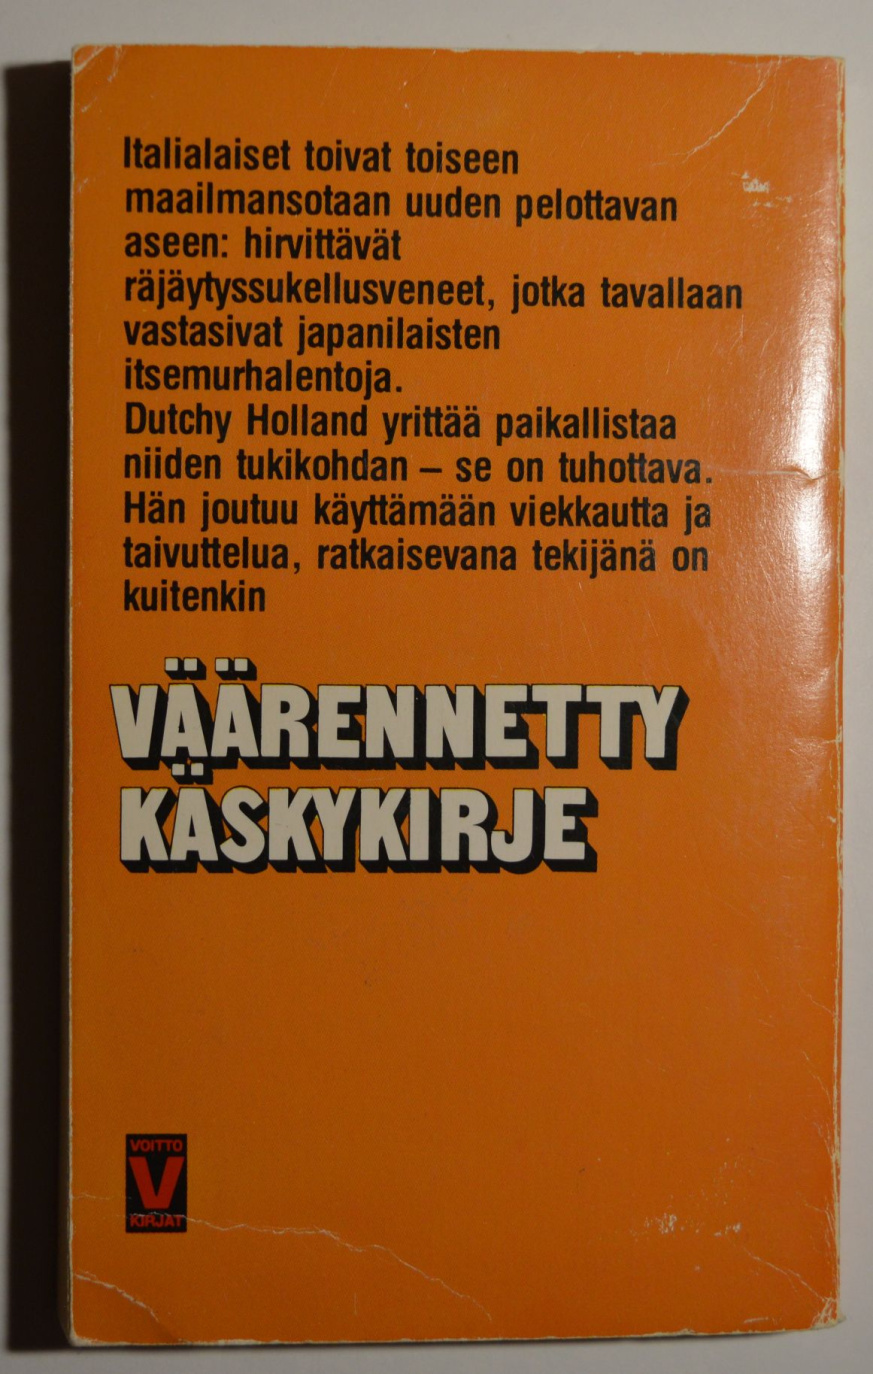 Italialaiset toivat toiseen
maailmansotaan uuden pelottavan
aseen: hirvittävät
räjäytyssukellusveneet, jotka tavallaan
vastasivat japanilaisten
itsemurhalentoja.
Dutchy Holland yrittää paikallistaa
niiden tukikohdan – se on tuhottava.
Hän joutuu käyttämään viekkautta ja
taivuttelua, ratkaisevana tekijänä on
kuitenkin
VÄÄRENNETTY
KÄSKYKIRJE
VOITTO
V
KIRJAT